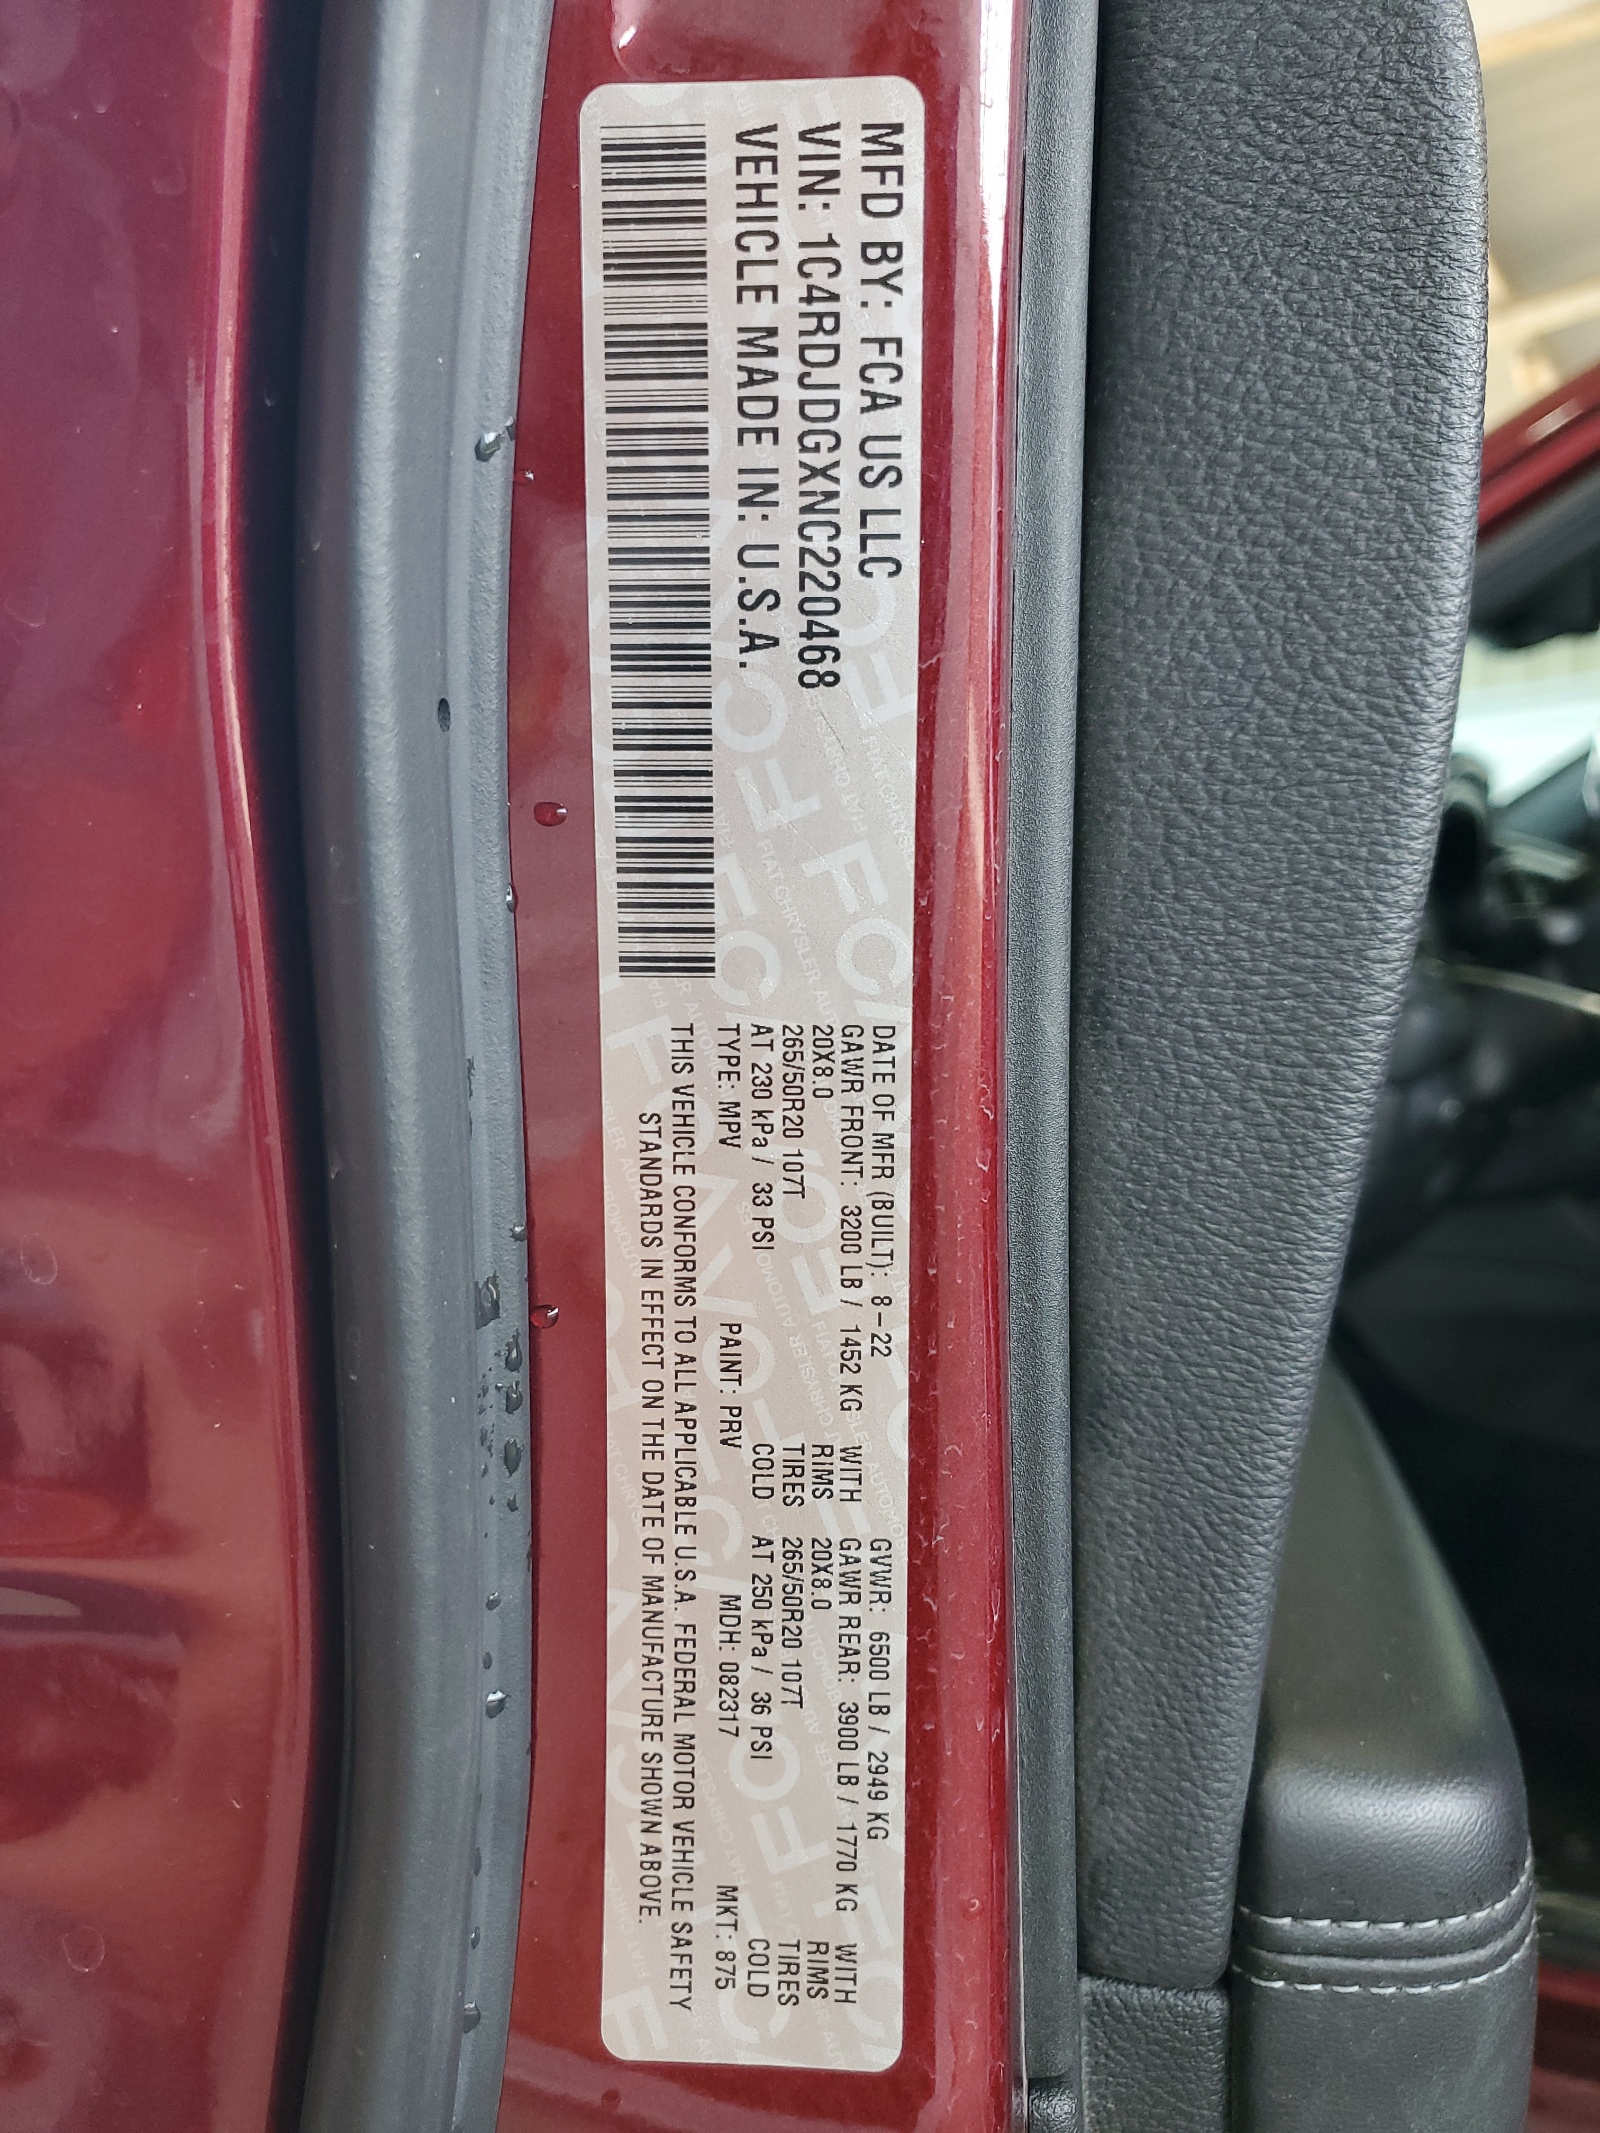 MFD BY: FCA US LLC
VIN: 1C4RDJDGXNC220468
VEHICLE MADE IN: U.S.A.
DATE OF MFR (BUILT): 8-22 GVWR: 6500 LB / 2949 KG
GAWR FRONT: 3200 LB / 1452 KG WITH GAWR REAR: 3900 LB / 1770 KG WITH
20X8.0 RIMS 20X8.0 RIMS
265/50R20 107T TIRES 265/50R20 107T TIRES
AT 230 kPa / 33 PSI COLD AT 250 kPa / 36 PSI COLD
TYPE: MPV PAINT: PRV MDH: 082317 MKT: 875
THIS VEHICLE CONFORMS TO ALL APPLICABLE U.S.A. FEDERAL MOTOR VEHICLE SAFETY
STANDARDS IN EFFECT ON THE DATE OF MANUFACTURE SHOWN ABOVE.